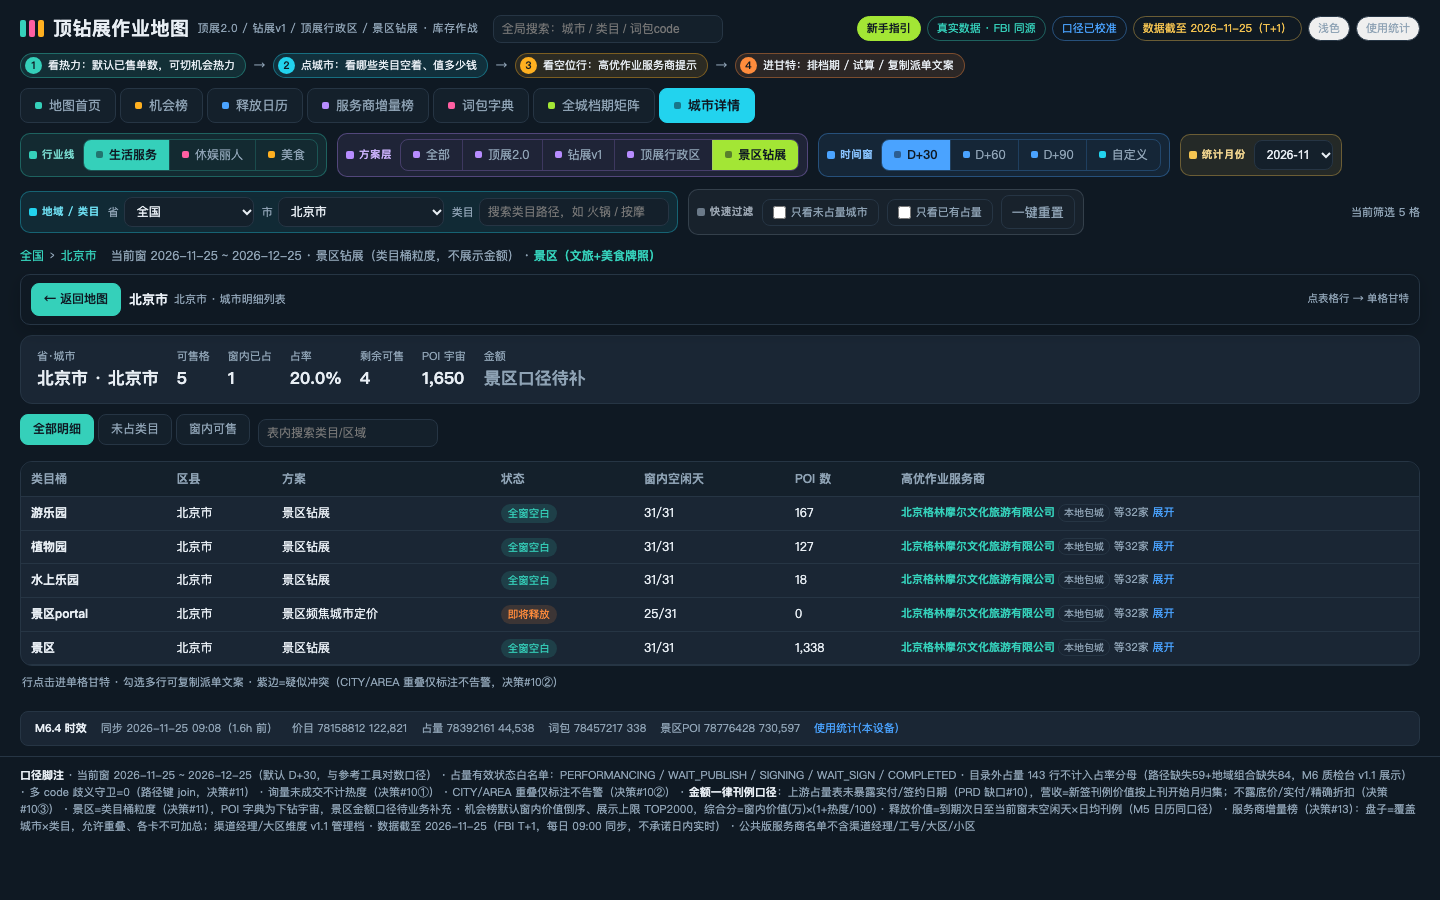 顶钻展作业地图 顶展2.0 / 钻展v1 / 顶展行政区 / 景区钻展 · 库存作战 全局搜索：城市 / 类目 / 词包code 新手指引 真实数据 · FBI 同源 口径已校准 数据截至 2026-11-25（T+1） 浅色 使用统计
1 看热力：默认已售单数，可切机会热力 → 2 点城市：看哪些类目空着、值多少钱 → 3 看空位行：高优作业服务商提示 → 4 进甘特：排档期 / 试算 / 复制派单文案
地图首页 机会榜 释放日历 服务商增量榜 词包字典 全城档期矩阵 城市详情
行业线 生活服务 休娱丽人 美食 方案层 全部 顶展2.0 钻展v1 顶展行政区 景区钻展 时间窗 D+30 D+60 D+90 自定义 统计月份 2026-11
地域 / 类目 省 全国 市 北京市 类目 搜索类目路径，如 火锅 / 按摩 快速过滤 只看未占量城市 只看已有占量 一键重置 当前筛选 5 格
全国 › 北京市 当前窗 2026-11-25 ~ 2026-12-25 · 景区钻展（类目桶粒度，不展示金额） · 景区（文旅+美食牌照）
← 返回地图 北京市 北京市 · 城市明细列表 点表格行 → 单格甘特
省·城市 可售格 窗内已占 占率 剩余可售 POI 宇宙 金额
北京市 · 北京市 5 1 20.0% 4 1,650 景区口径待补
全部明细 未占类目 窗内可售 表内搜索类目/区域
类目桶 区县 方案 状态 窗内空闲天 POI 数 高优作业服务商
游乐园 北京市 景区钻展 全窗空白 31/31 167 北京格林摩尔文化旅游有限公司 本地包城 等32家 展开
植物园 北京市 景区钻展 全窗空白 31/31 127 北京格林摩尔文化旅游有限公司 本地包城 等32家 展开
水上乐园 北京市 景区钻展 全窗空白 31/31 18 北京格林摩尔文化旅游有限公司 本地包城 等32家 展开
景区portal 北京市 景区频焦城市定价 即将释放 25/31 0 北京格林摩尔文化旅游有限公司 本地包城 等32家 展开
景区 北京市 景区钻展 全窗空白 31/31 1,338 北京格林摩尔文化旅游有限公司 本地包城 等32家 展开
行点击进单格甘特 · 勾选多行可复制派单文案 · 紫边=疑似冲突（CITY/AREA 重叠仅标注不告警，决策#10②）
M6.4 时效 同步 2026-11-25 09:08（1.6h 前） 价目 78158812 122,821 占量 78392161 44,538 词包 78457217 338 景区POI 78776428 730,597 使用统计(本设备)
口径脚注 · 当前窗 2026-11-25 ~ 2026-12-25（默认 D+30，与参考工具对数口径） · 占量有效状态白名单：PERFORMANCING / WAIT_PUBLISH / SIGNING / WAIT_SIGN / COMPLETED · 目录外占量 143 行不计入占率分母（路径缺失59+地域组合缺失84，M6 质检台 v1.1 展示）
· 多 code 歧义守卫=0（路径键 join，决策#11） · 询量未成交不计热度（决策#10①） · CITY/AREA 重叠仅标注不告警（决策#10②） · 金额一律刊例口径：上游占量表未暴露实付/签约日期（PRD 缺口#10），营收=新签刊例价值按上刊开始月归集；不露底价/实付/精确折扣（决策
#10③） · 景区=类目桶粒度（决策#11），POI 字典为下钻宇宙，景区金额口径待业务补充 · 机会榜默认窗内价值倒序、展示上限 TOP2000，综合分=窗内价值(万)×(1+热度/100) · 释放价值=到期次日至当前窗末空闲天×日均刊例（M5 日历同口径） · 服务商增量榜（决策#13）：盘子=覆盖
城市×类目，允许重叠、各卡不可加总；渠道经理/大区维度 v1.1 管理档 · 数据截至 2026-11-25（FBI T+1，每日 09:00 同步，不承诺日内实时） · 公共版服务商名单不含渠道经理/工号/大区/小区